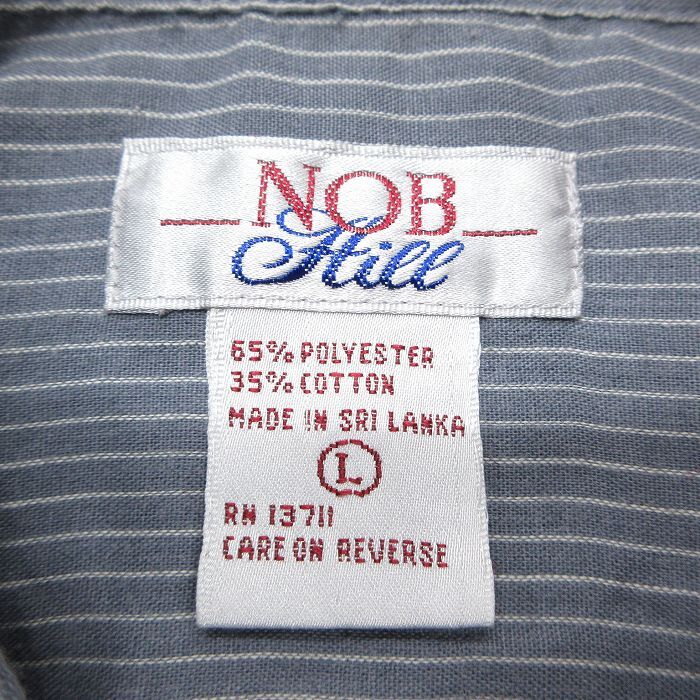 NOB
Hill
65% POLYESTER
35% COTTON
MADE IN SRI LANKA
L
RN 13711
CARE ON REVERSE